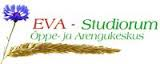 EVA - Studiorum
Õppe- ja Arengukeskus